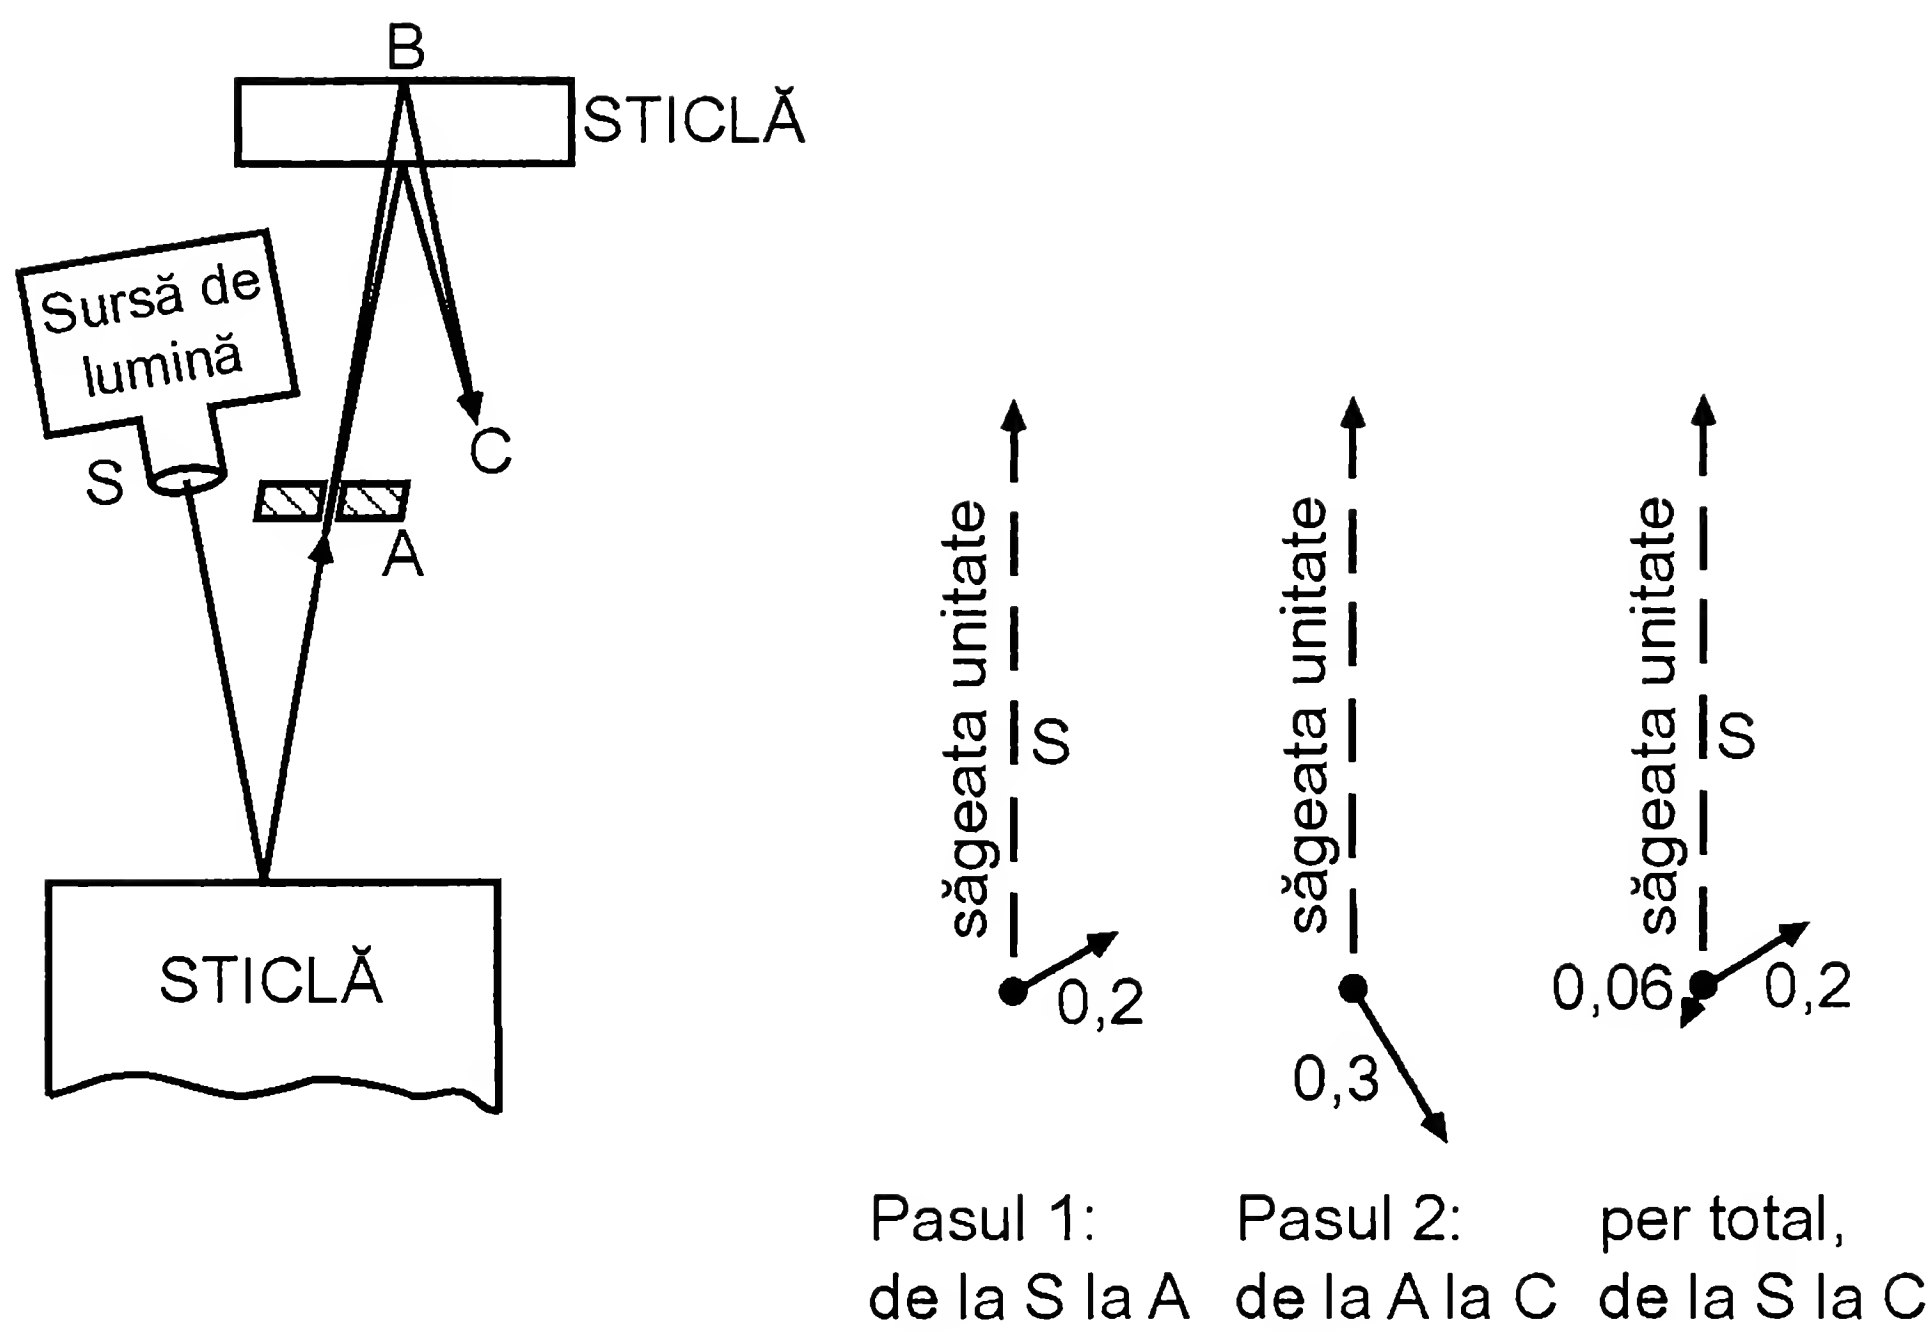 B
STICLĂ
Sursă de
lumină
S
C
A
STICLĂ
săgeata unitate
S
0,2
săgeata unitate
0,3
săgeata unitate
S
0,06
0,2
Pasul 1:
de la S la A
Pasul 2:
de la A la C
per total,
de la S la C